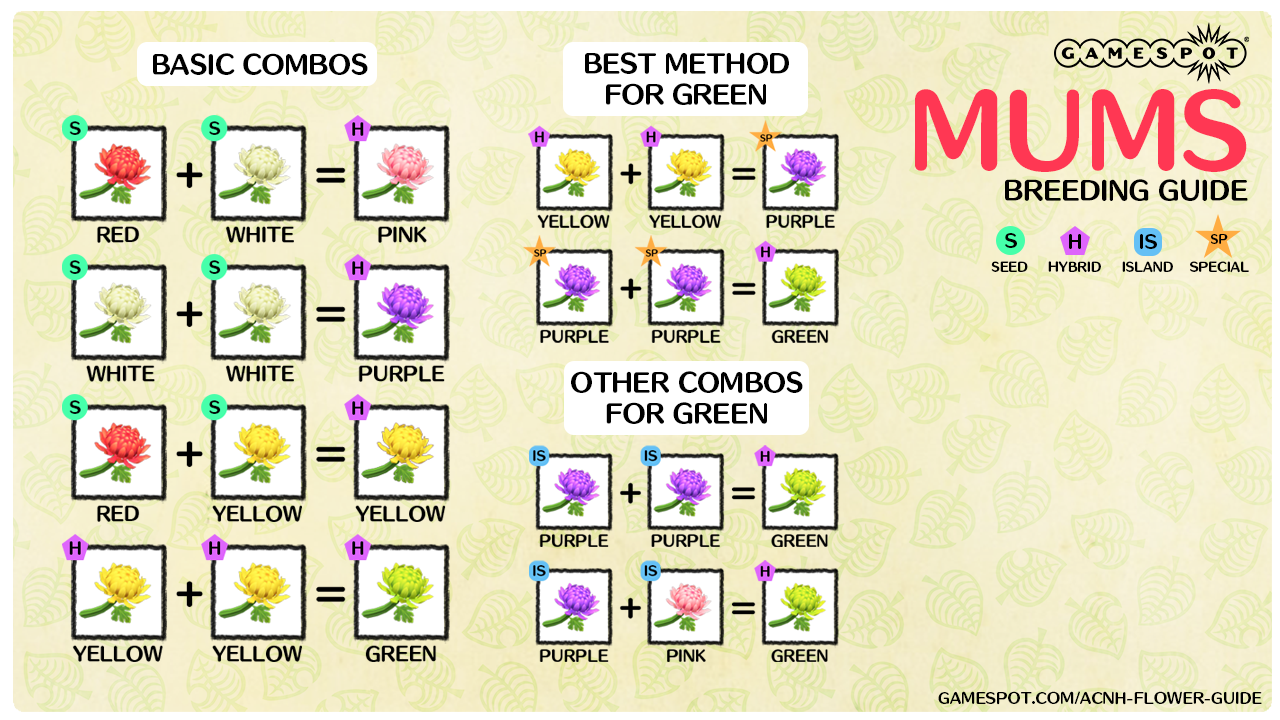 GAMESPOT®
MUMS
BREEDING GUIDE
S H IS SP
SEED HYBRID ISLAND SPECIAL
BASIC COMBOS
S S H
+ =
RED WHITE PINK
S S H
+ =
WHITE WHITE PURPLE
S S H
+ =
RED YELLOW YELLOW
H H H
+ =
YELLOW YELLOW GREEN
BEST METHOD
FOR GREEN
H H SP
+ =
YELLOW YELLOW PURPLE
SP SP H
+ =
PURPLE PURPLE GREEN
OTHER COMBOS
FOR GREEN
IS IS H
+ =
PURPLE PURPLE GREEN
IS IS H
+ =
PURPLE PINK GREEN
GAMESPOT.COM/ACNH-FLOWER-GUIDE